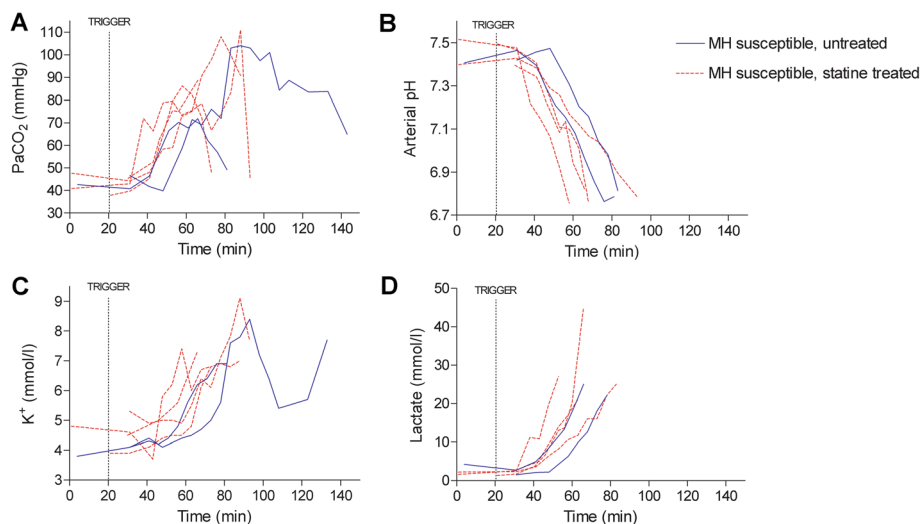 A
TRIGGER
110
100
90
80
70
60
50
40
30
PaCO2 (mmHg)
0 20 40 60 80 100 120 140
Time (min)
B
TRIGGER
7.5
7.3
7.1
6.9
6.7
Arterial pH
0 20 40 60 80 100 120 140
Time (min)
MH susceptible, untreated
MH susceptible, statine treated
C
TRIGGER
9
8
7
6
5
4
3
K+ (mmol/l)
0 20 40 60 80 100 120 140
Time (min)
D
TRIGGER
50
40
30
20
10
0
Lactate (mmol/l)
0 20 40 60 80 100 120 140
Time (min)